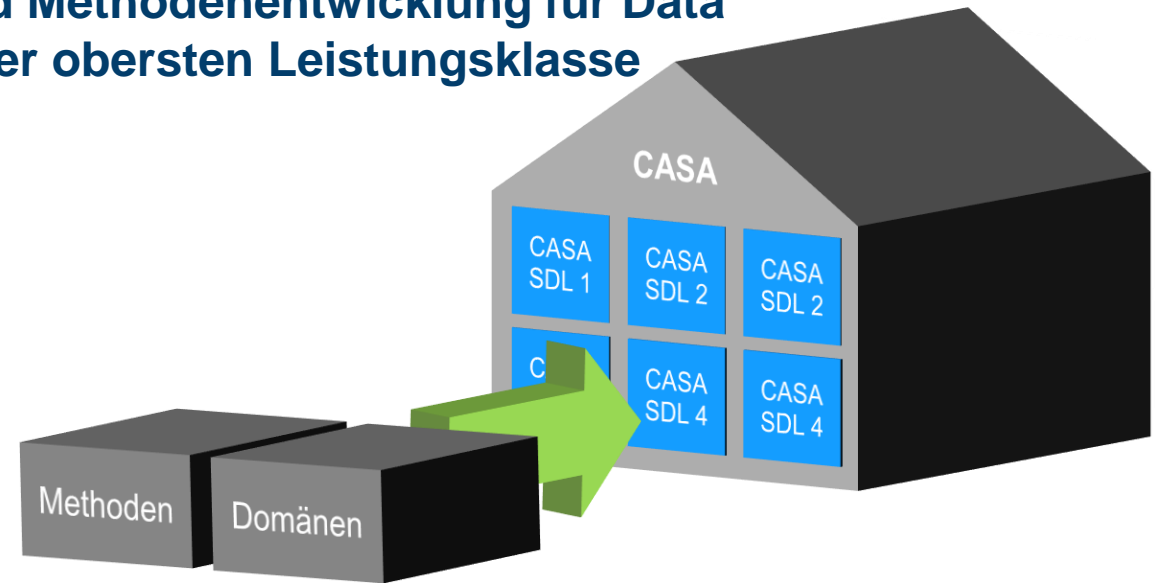 Methodenentwicklung für Data
obersten Leistungsklasse
CASA
CASA
SDL 1
CASA
SDL 2
CASA
SDL 2
CASA
SDL 4
CASA
SDL 4
Methoden
Domänen